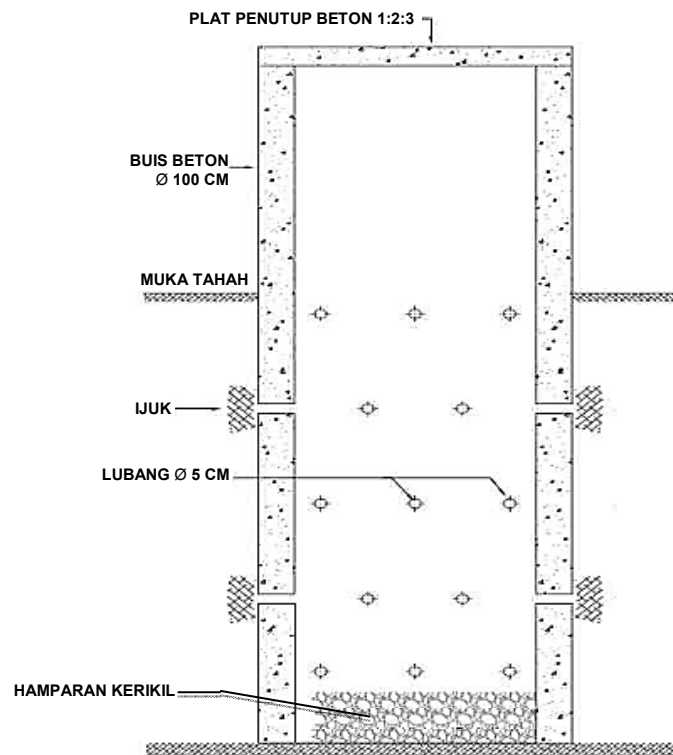 PLAT PENUTUP BETON 1:2:3
BUIS BETON
Ø 100 CM
MUKA TAHAH
IJUK
LUBANG Ø 5 CM
HAMPARAN KERIKIL